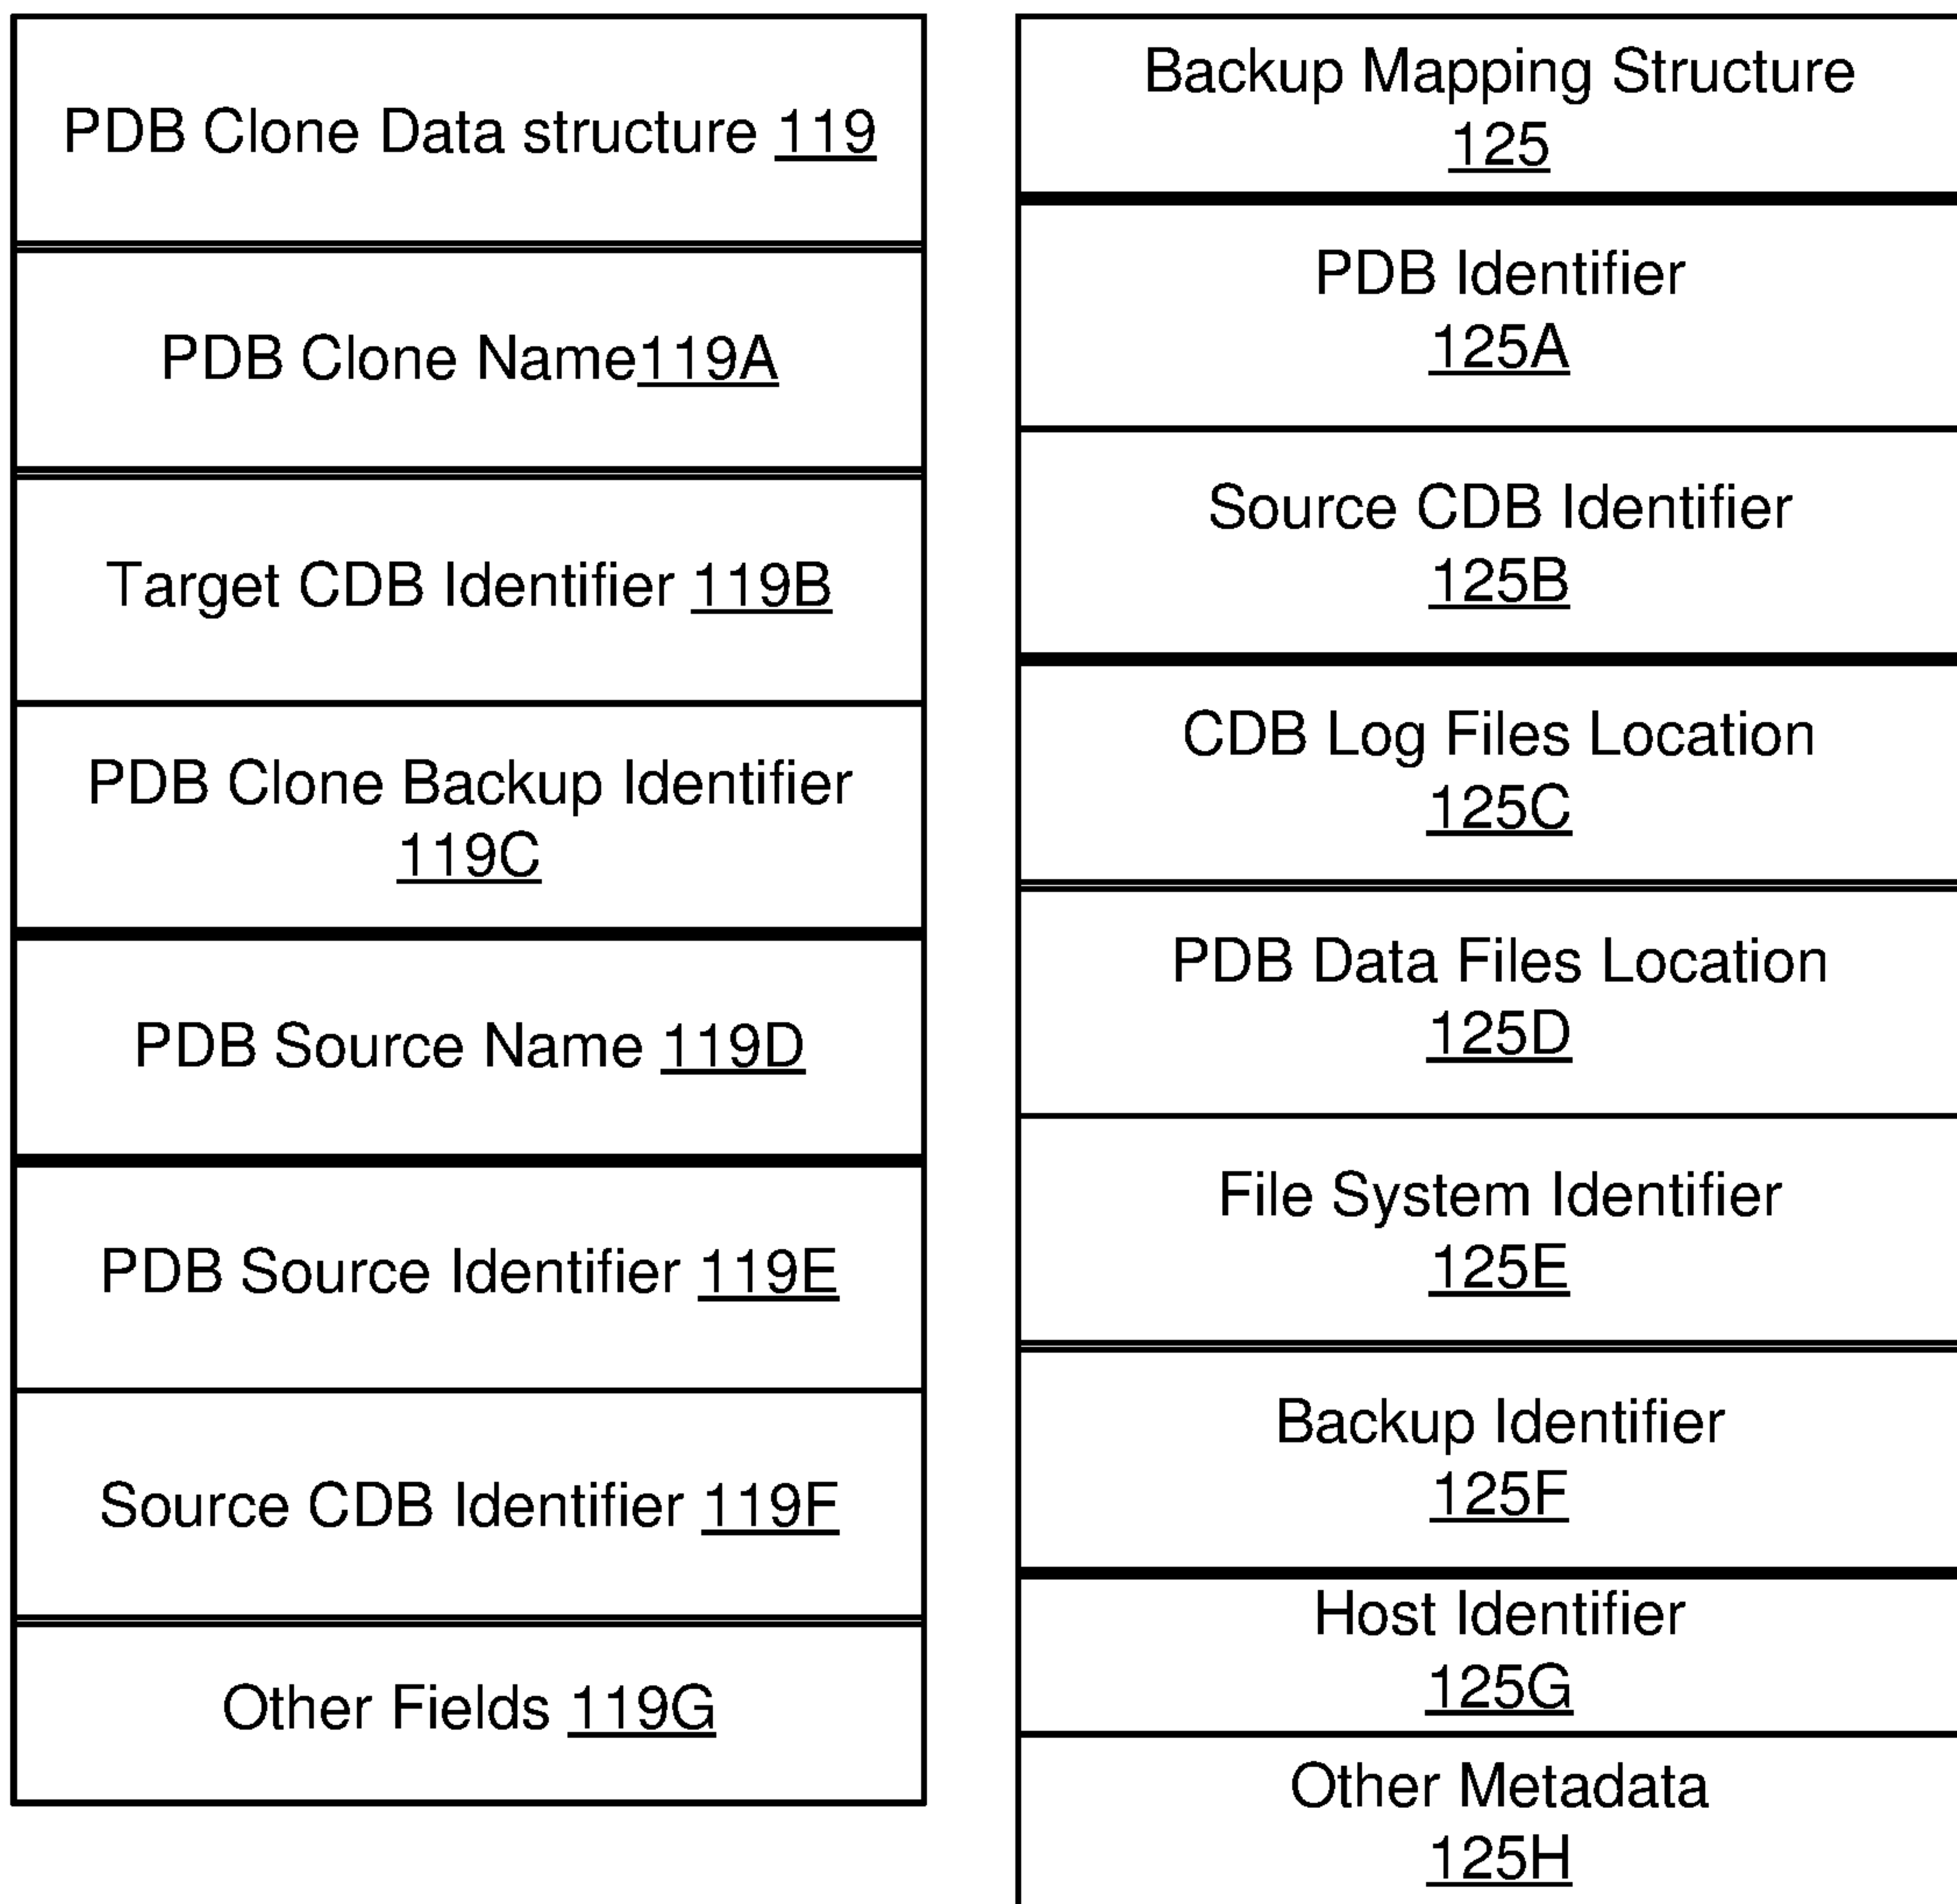 PDB Clone Data structure 119
PDB Clone Name119A
Target CDB Identifier 119B
PDB Clone Backup Identifier
119C
PDB Source Name 119D
PDB Source Identifier 119E
Source CDB Identifier 119F
Other Fields 119G
Backup Mapping Structure
125
PDB Identifier
125A
Source CDB Identifier
125B
CDB Log Files Location
125C
PDB Data Files Location
125D
File System Identifier
125E
Backup Identifier
125F
Host Identifier
125G
Other Metadata
125H